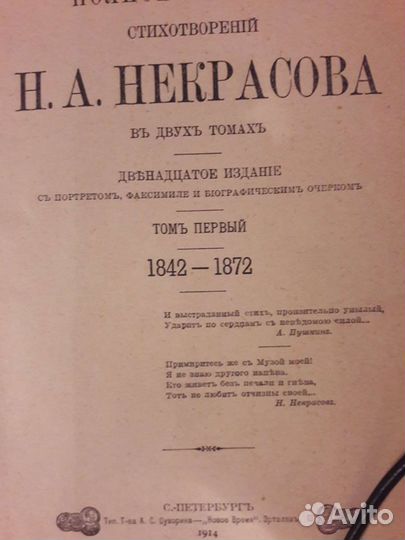 СТИХОТВОРЕНІЙ
Н. А. НЕКРАСОВА
ВЪ ДВУХЪ ТОМАХЪ
ДВѢНАДЦАТОЕ ИЗДАНІЕ
СЪ ПОРТРЕТОМЪ, ФАКСИМИЛЕ И БІОГРАФИЧЕСКИМЪ ОЧЕРКОМЪ
ТОМЪ ПЕРВЫЙ
1842 — 1872
И выстраданный стихъ, пронзительно унылый,
Ударитъ по сердцамъ съ невѣдомою силой...
А. Пушкинъ.
Примиритесь же съ Музой моей!
Я не знаю другого напѣва.
Кто живетъ безъ печали и гнѣва,
Тотъ не любитъ отчизны своей...
Н. Некрасовъ.
С.-ПЕТЕРБУРГЪ
Тип. Т-ва А. С. Суворина—„Новое Время". Эртелевъ
1914
Avito